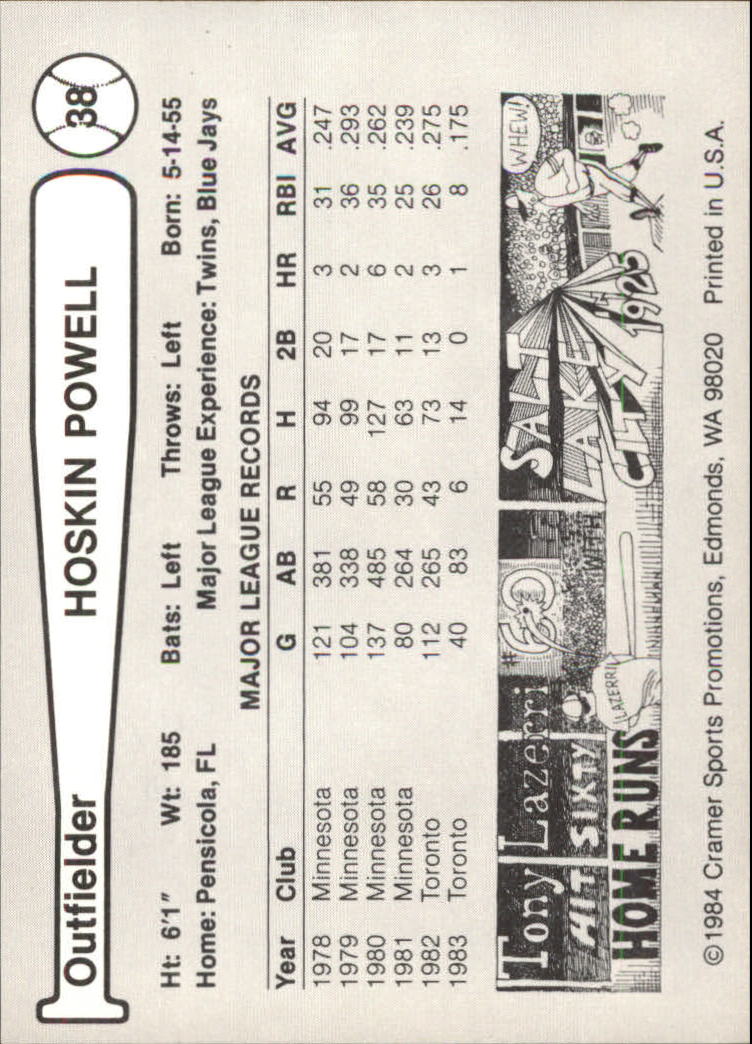 Outfielder HOSKIN POWELL 38
Ht: 6'1" Wt: 185 Bats: Left Throws: Left Born: 5-14-55
Home: Pensicola, FL Major League Experience: Twins, Blue Jays
MAJOR LEAGUE RECORDS
Year Club G AB R H 2B HR RBI AVG
1978 Minnesota 121 381 55 94 20 3 31 .247
1979 Minnesota 104 338 49 99 17 2 36 .293
1980 Minnesota 137 485 58 127 17 6 35 .262
1981 Minnesota 80 264 30 63 11 2 25 .239
1982 Toronto 112 265 43 73 13 3 26 .275
1983 Toronto 40 83 6 14 0 1 8 .175
Tony Lazerri
HIT SIXTY
HOME RUNS
#60
LAZERRI
WITH
SALT
LAKE
CITY
IN
1925
WHEW!
©1984 Cramer Sports Promotions, Edmonds, WA 98020 Printed in U.S.A.